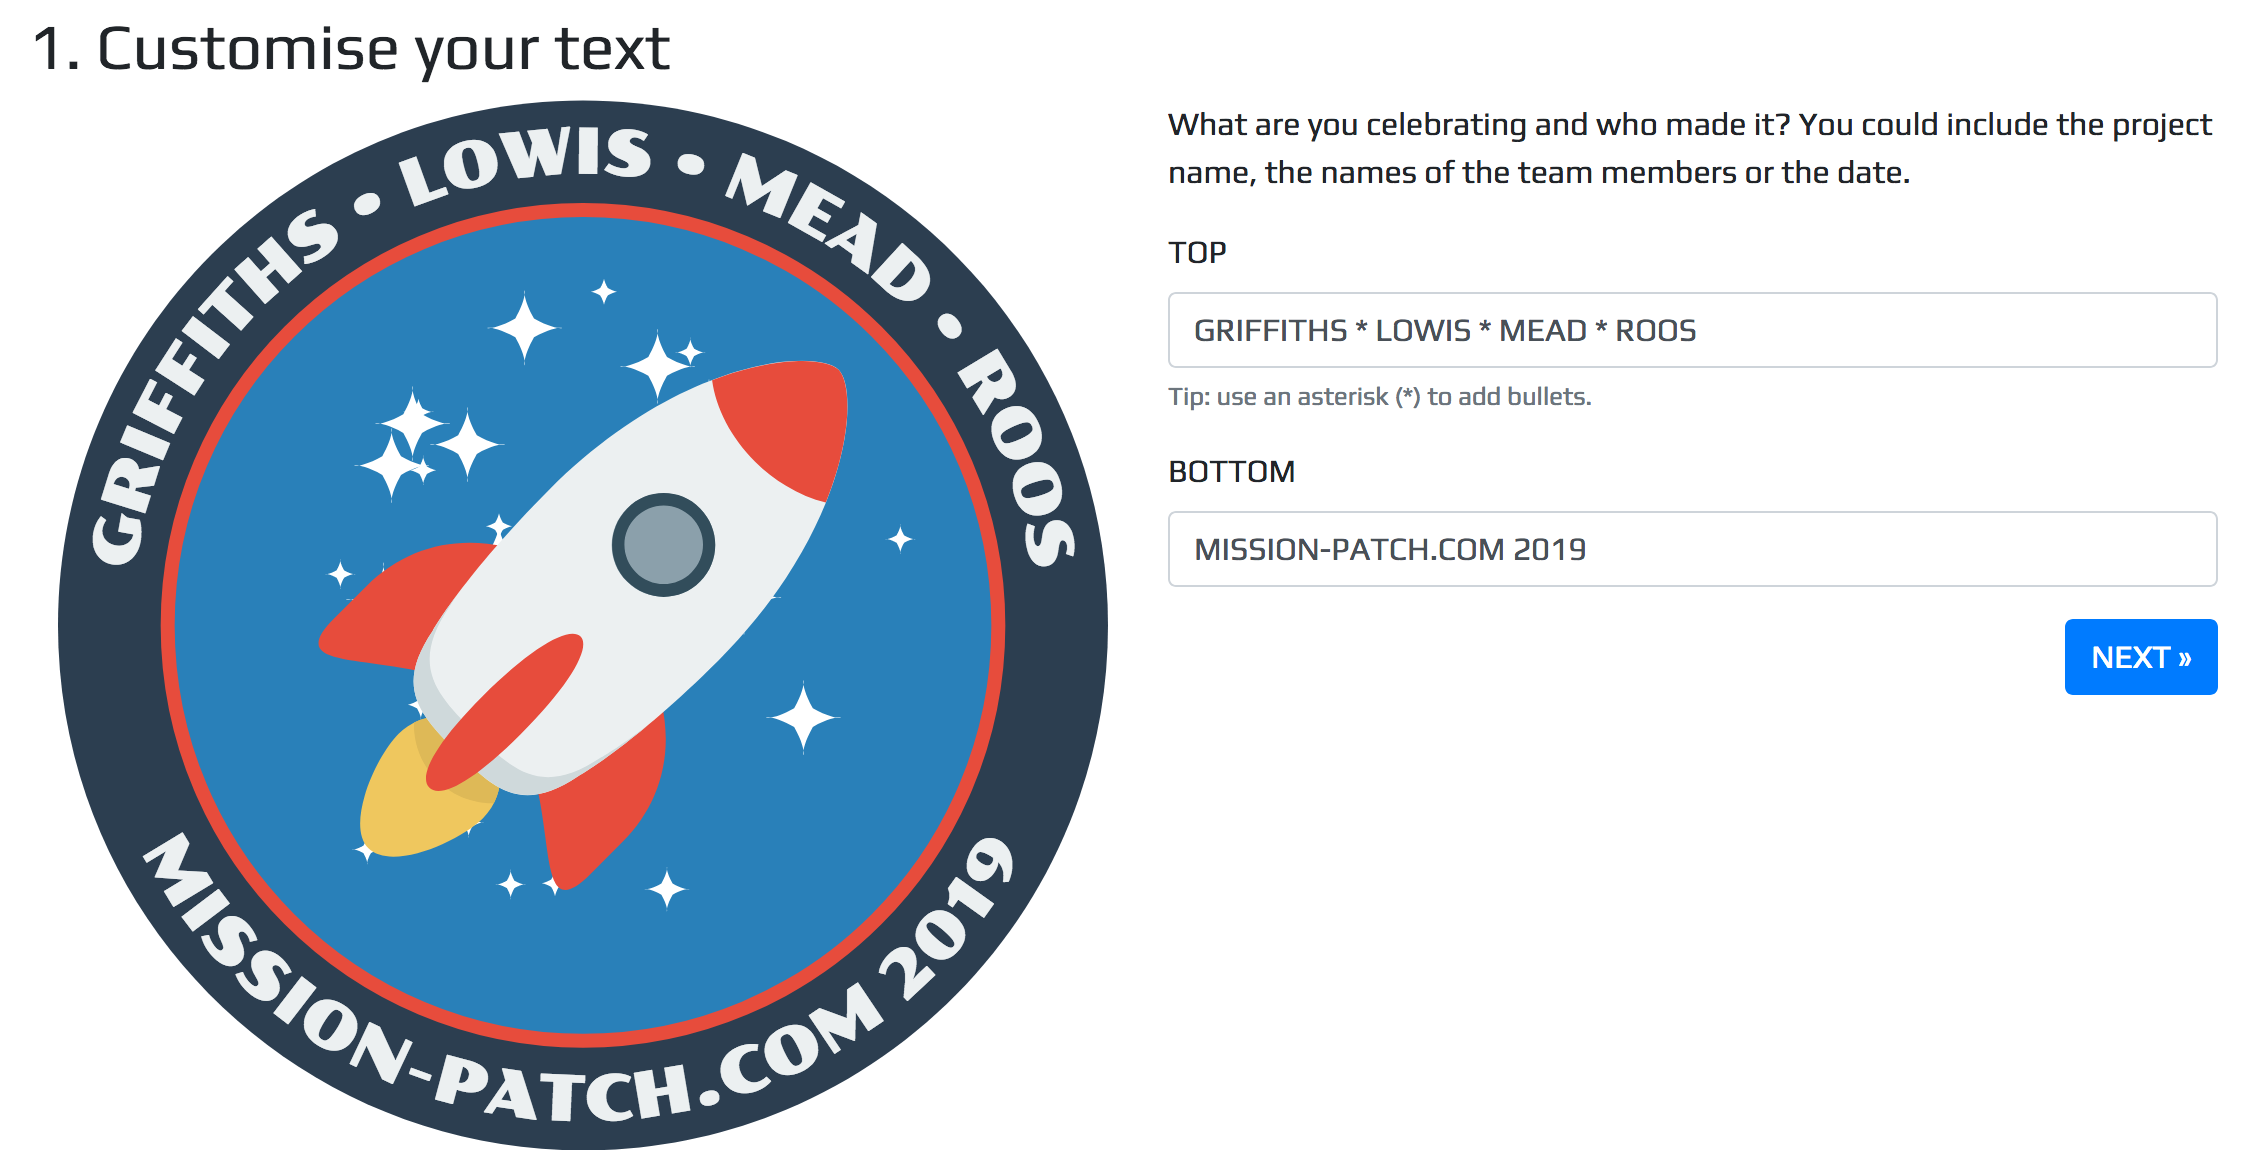 1. Customise your text
GRIFFITHS • LOWIS • MEAD • ROOS
MISSION-PATCH.COM 2019
What are you celebrating and who made it? You could include the project
name, the names of the team members or the date.
TOP
GRIFFITHS * LOWIS * MEAD * ROOS
Tip: use an asterisk (*) to add bullets.
BOTTOM
MISSION-PATCH.COM 2019
NEXT »